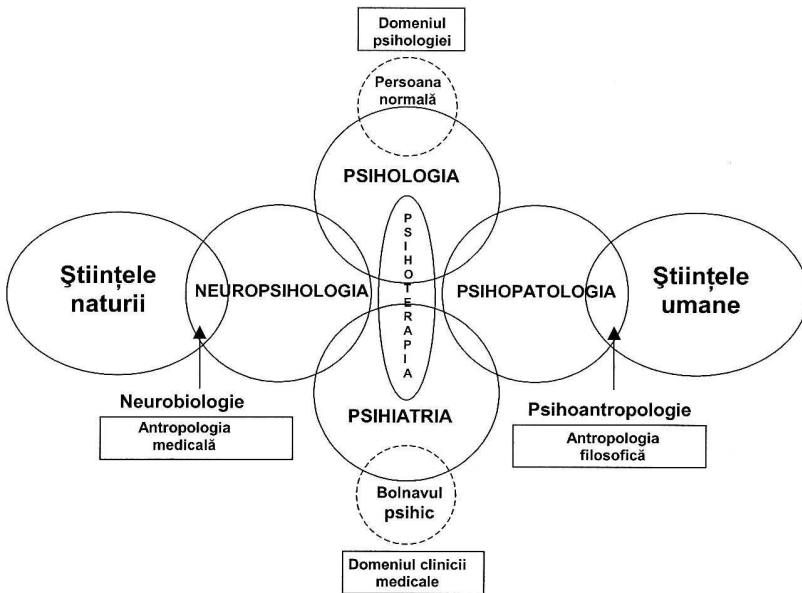 Domeniul
psihologiei
Persoana
normală
PSIHOLOGIA
PSIHOTERAPIA
Ştiinţele
naturii
NEUROPSIHOLOGIA
PSIHOPATOLOGIA
Ştiinţele
umane
Neurobiologie
Antropologia
medicală
PSIHIATRIA
Psihoantropologie
Antropologia
filosofică
Bolnavul
psihic
Domeniul clinicii
medicale